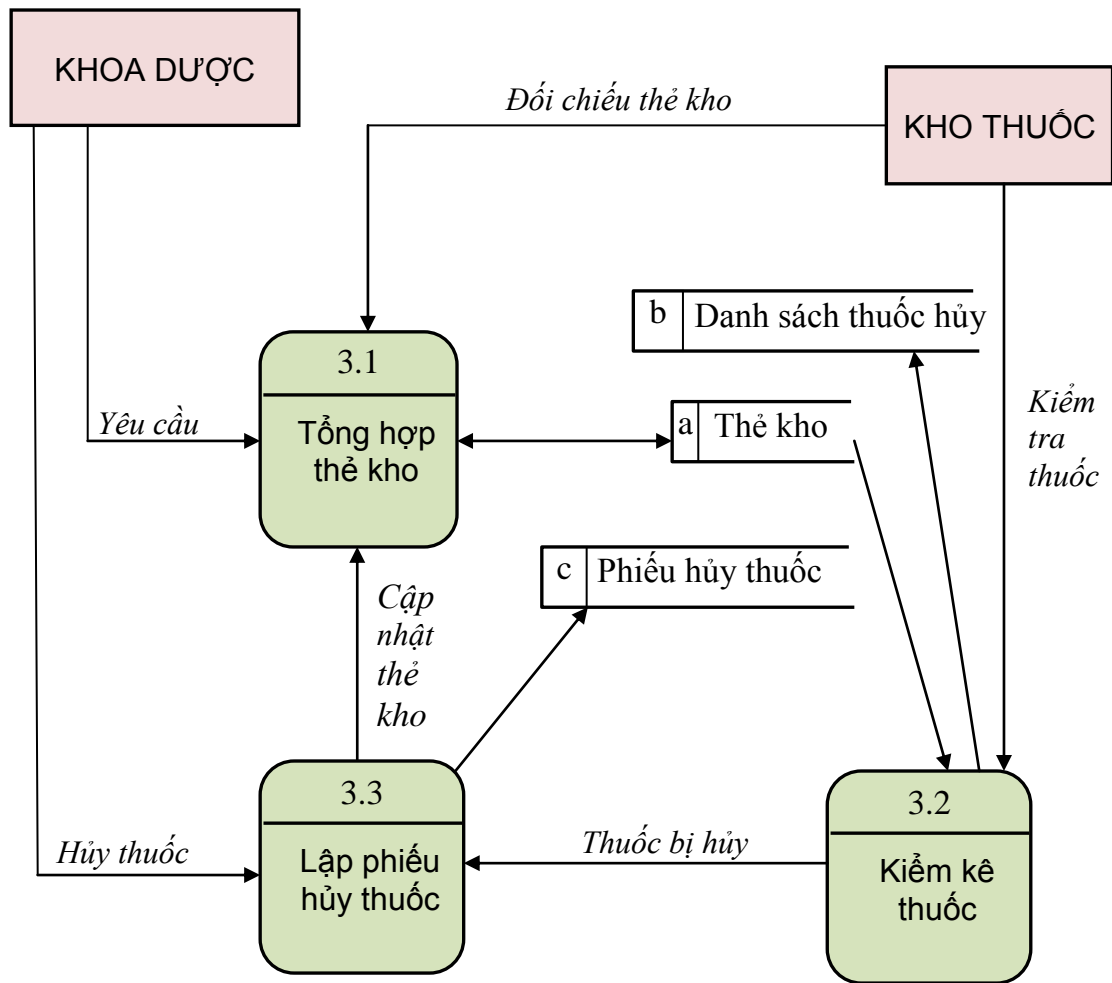 KHOA DƯỢC
Đối chiếu thẻ kho
KHO THUỐC
b
Danh sách thuốc hủy
3.1
Tổng hợp
thẻ kho
Yêu cầu
a
Thẻ kho
Kiểm
tra
thuốc
c
Phiếu hủy thuốc
Cập
nhật
thẻ
kho
3.3
Lập phiếu
hủy thuốc
Hủy thuốc
Thuốc bị hủy
3.2
Kiểm kê
thuốc